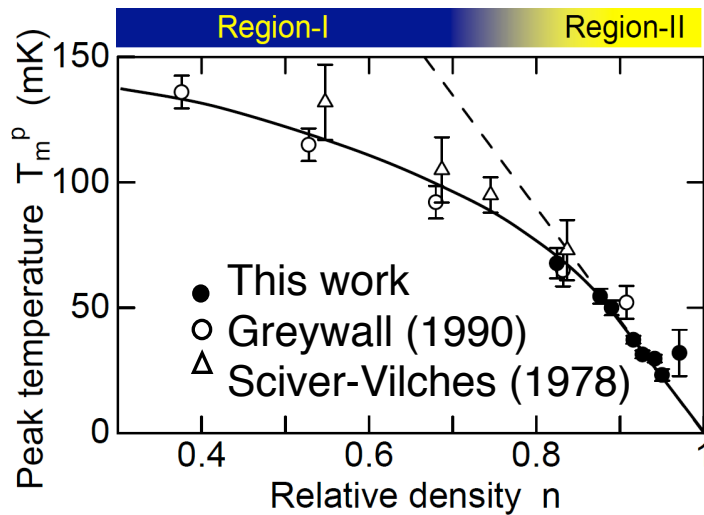 Region-I Region-II
150
100
50
0
Peak temperature T_m^p (mK)
This work
Greywall (1990)
Sciver-Vilches (1978)
0.4 0.6 0.8 1
Relative density n